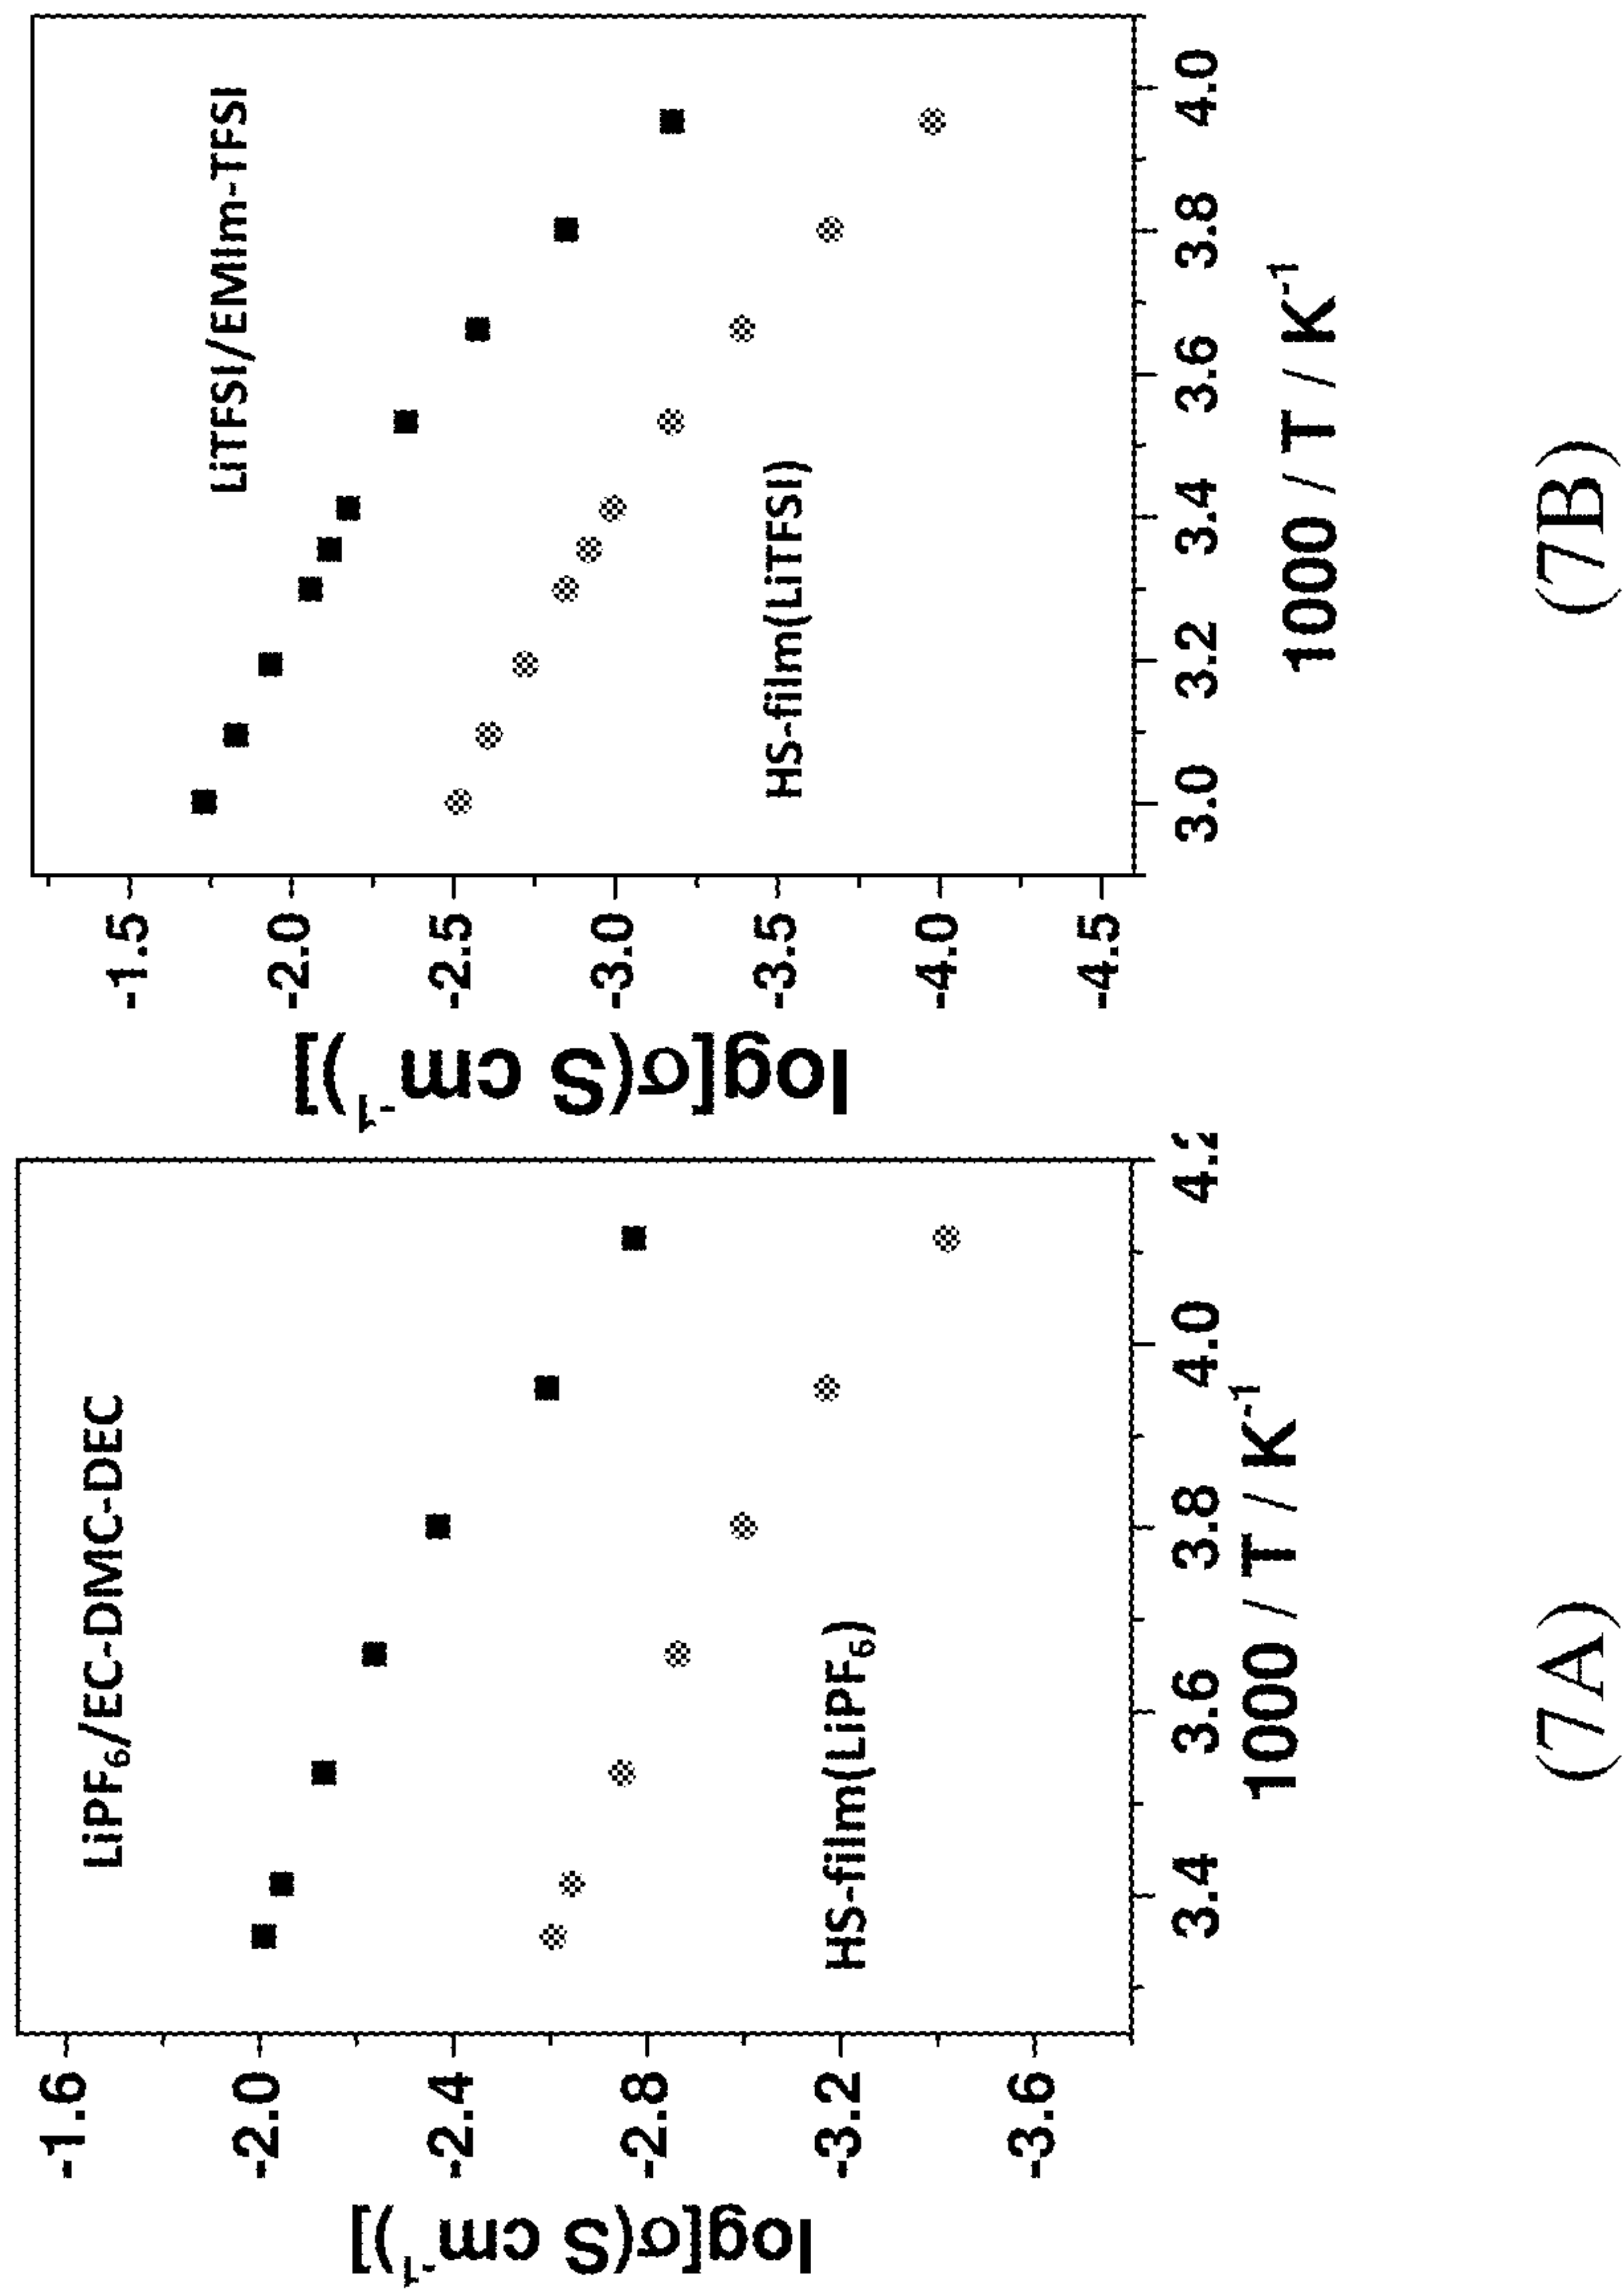 log[σ(S cm⁻¹)]
-1.6
-2.0
-2.4
-2.8
-3.2
-3.6
LiPF₆/EC-DMC-DEC
HS-film(LiPF₆)
3.4 3.6 3.8 4.0 4.2
1000 / T / K⁻¹
(7A)
log[σ(S cm⁻¹)]
-1.5
-2.0
-2.5
-3.0
-3.5
-4.0
-4.5
LiTFSI/EMIm-TFSI
HS-film(LiTFSI)
3.0 3.2 3.4 3.6 3.8 4.0
1000 / T / K⁻¹
(7B)